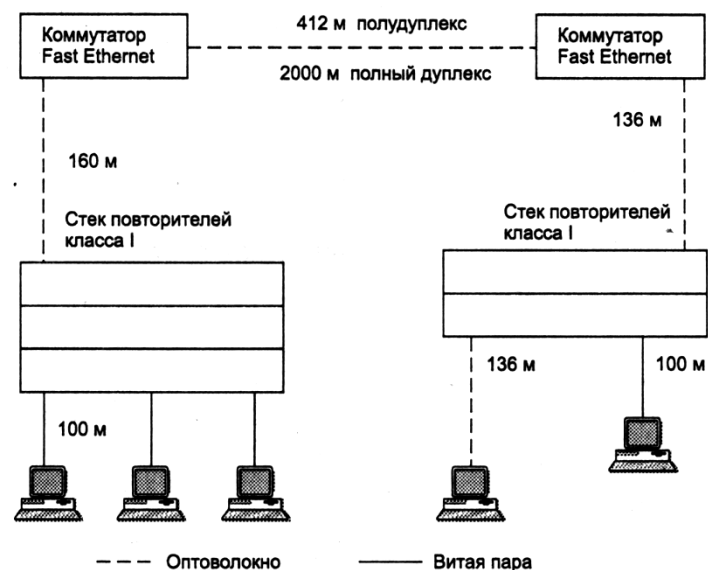 Коммутатор
Fast Ethernet
412 м полудуплекс
2000 м полный дуплекс
Коммутатор
Fast Ethernet
160 м
136 м
Стек повторителей
класса I
Стек повторителей
класса I
100 м
136 м
100 м
Оптоволокно
Витая пара